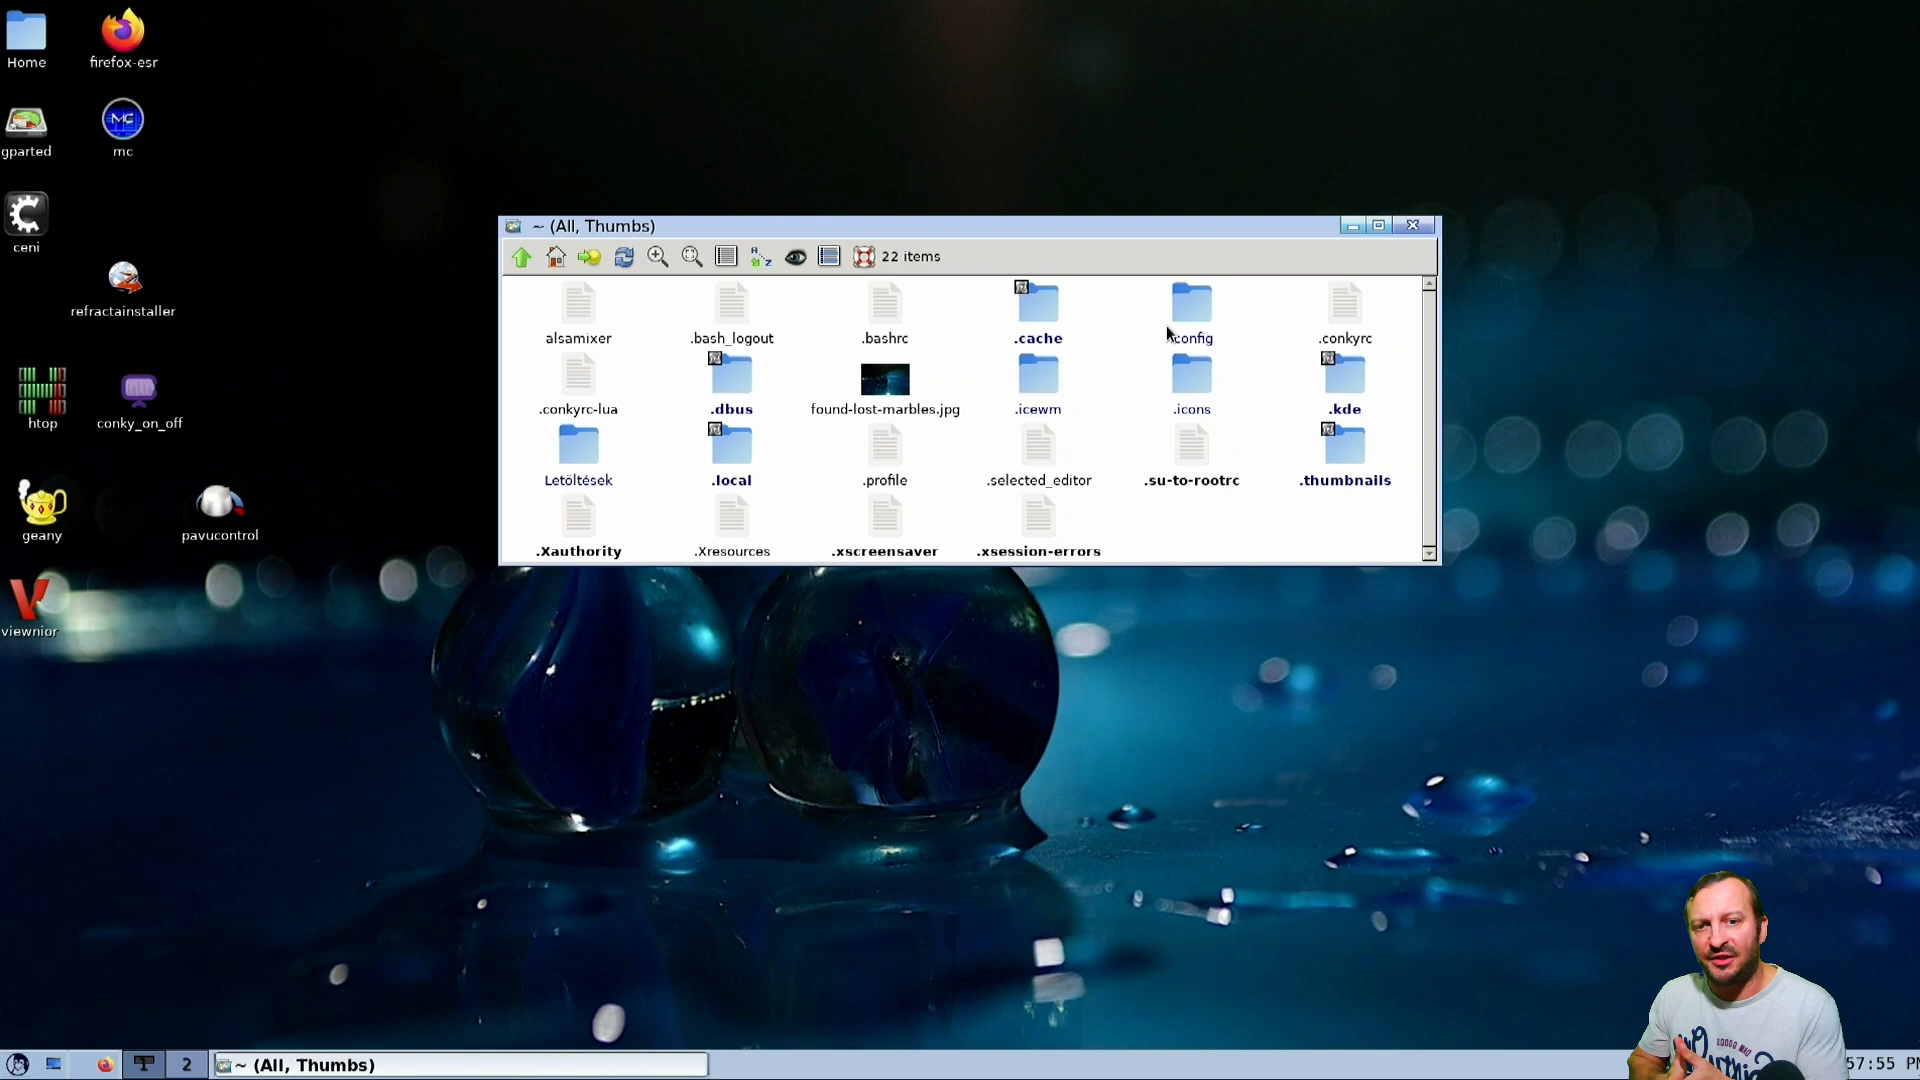 Home
firefox-esr
gparted
MC
mc
ceni
refractainstaller
htop
conky_on_off
geany
pavucontrol
viewnior
~ (All, Thumbs)
22 items
alsamixer
.bash_logout
.bashrc
.cache
.config
.conkyrc
.conkyrc-lua
.dbus
found-lost-marbles.jpg
.icewm
.icons
.kde
Letöltések
.local
.profile
.selected_editor
.su-to-rootrc
.thumbnails
.Xauthority
.Xresources
.xscreensaver
.xsession-errors
2
~ (All, Thumbs)
57:55